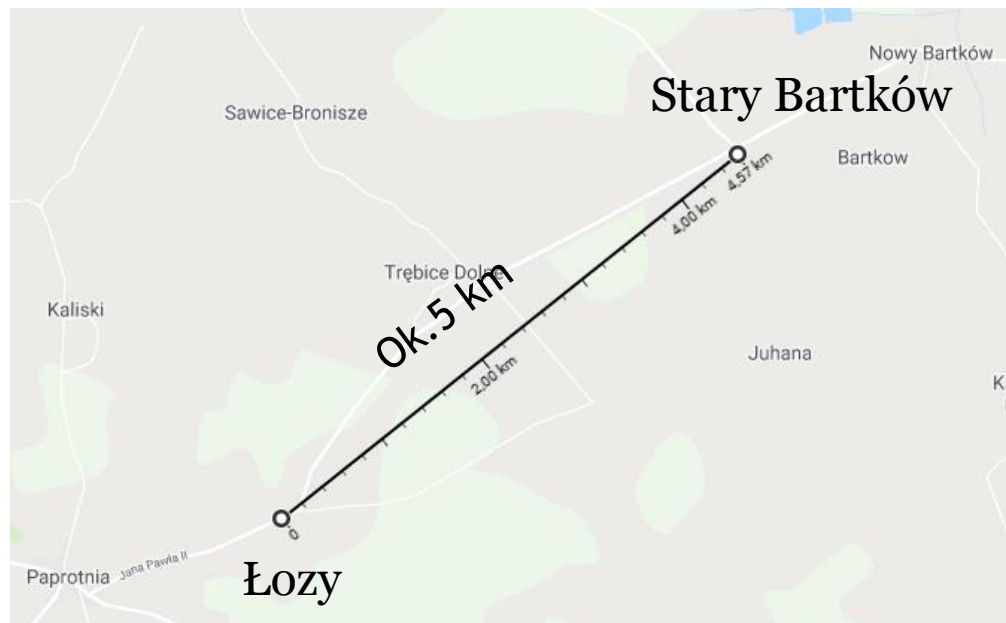 Nowy Bartków
Stary Bartków
Sawice-Bronisze
Bartkow
4,57 km
4,00 km
Trębice Dolne
Ok.5 km
Kaliski
Juhana
2,00 km
K
0
Jana Pawła II
Paprotnia
Łozy